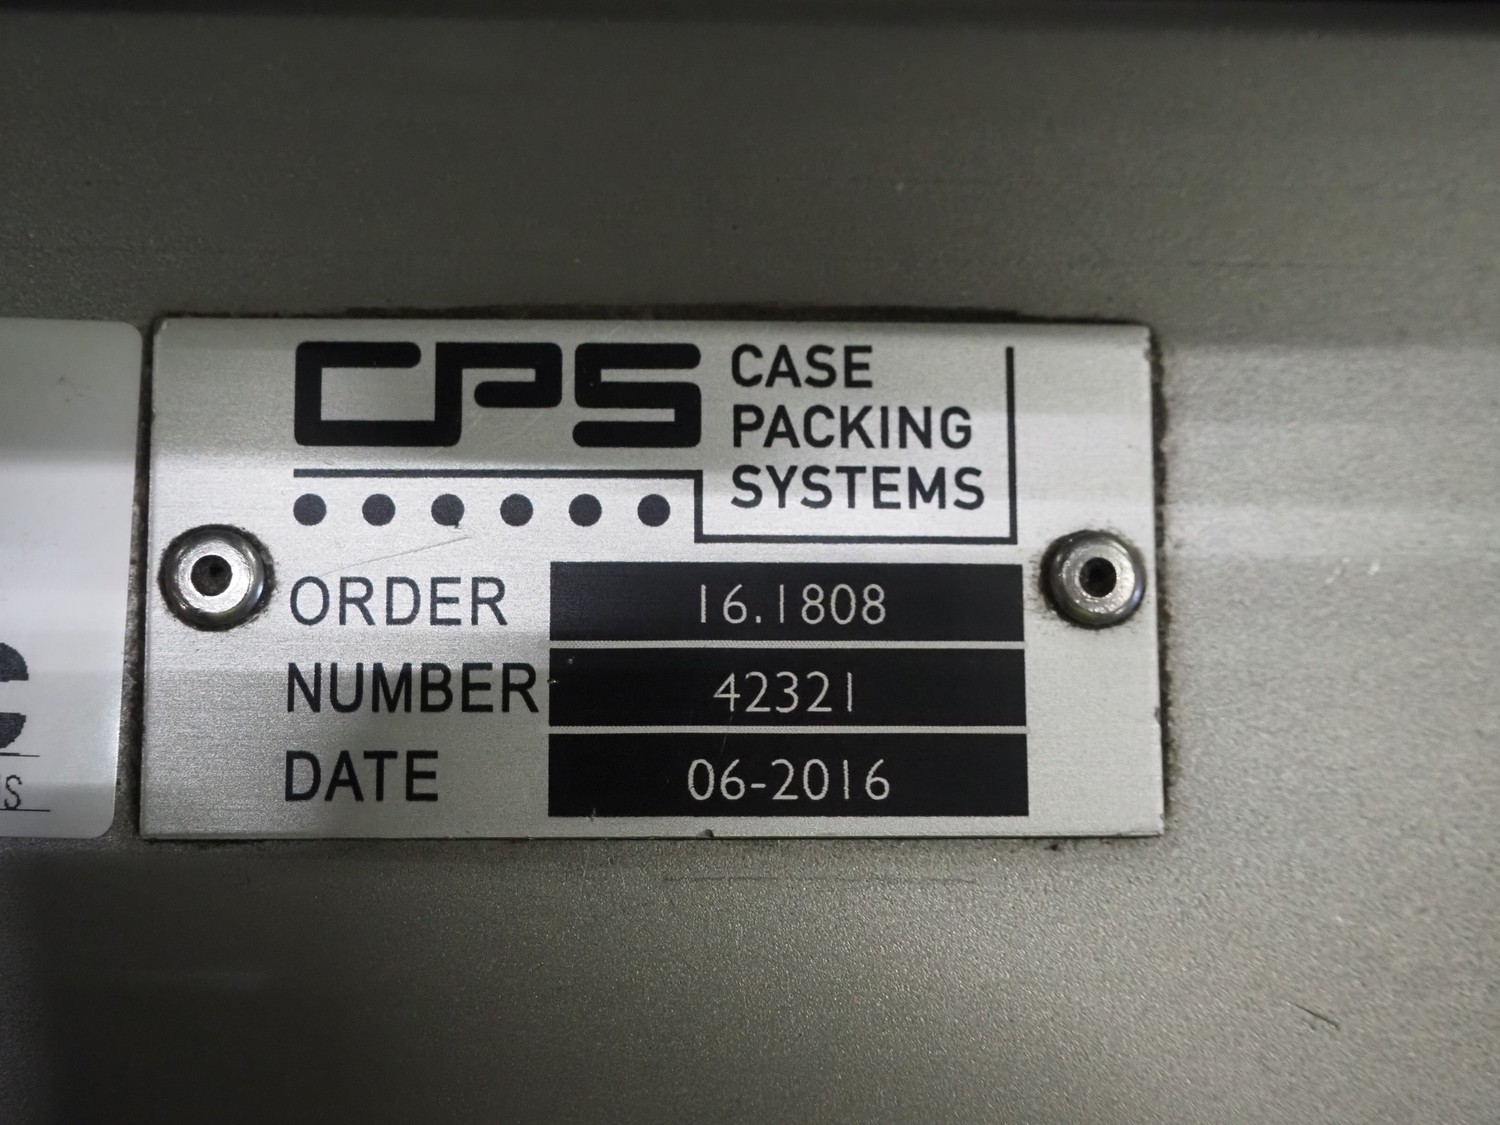 CPS
CASE
PACKING
SYSTEMS
ORDER 16.1808
NUMBER 42321
DATE 06-2016